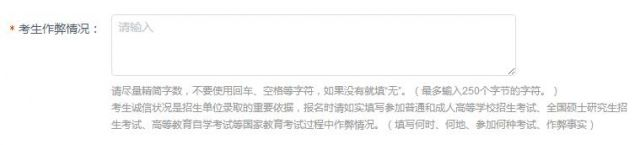 * 考生作弊情况： 请输入
请尽量精简字数，不要使用回车、空格等字符，如果没有就填“无”。（最多输入250个字节的字符。）
考生诚信状况是招生单位录取的重要依据，报名时请如实填写参加普通和成人高等学校招生考试、全国硕士研究生招
生考试、高等教育自学考试等国家教育考试过程中作弊情况。（填写何时、何地、参加何种考试、作弊事实）